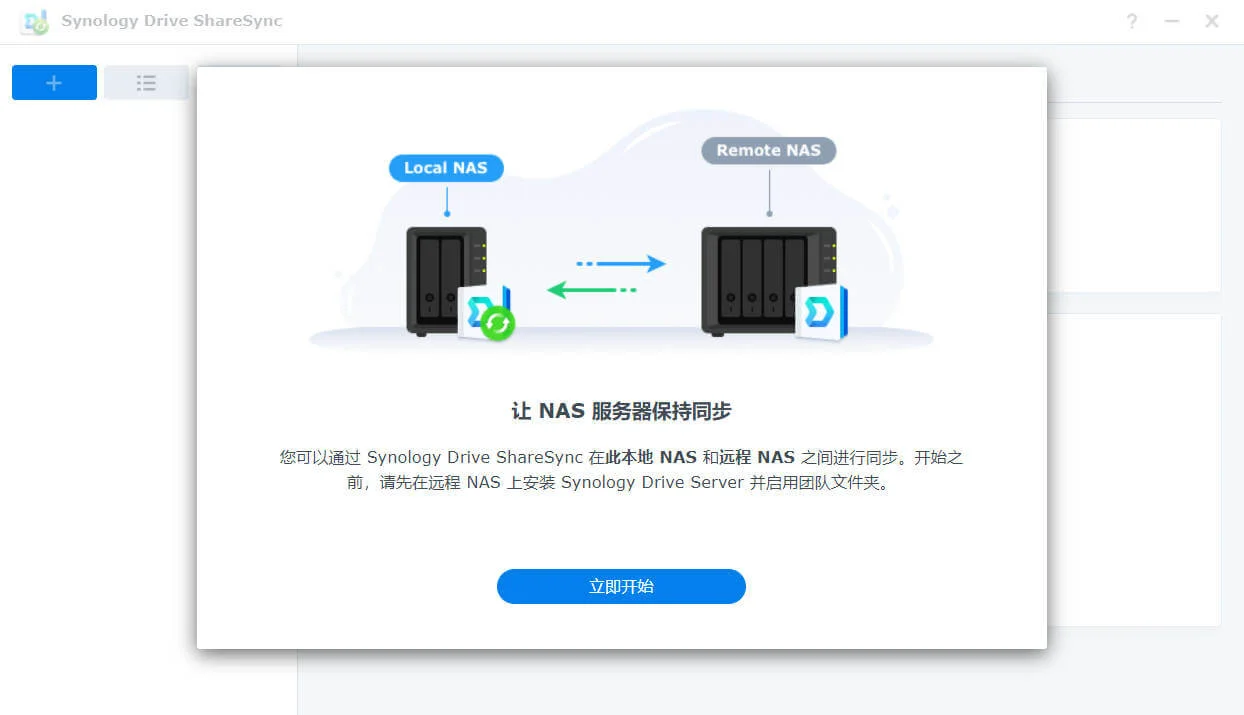 Synology Drive ShareSync
Local NAS
Remote NAS
让 NAS 服务器保持同步
您可以通过 Synology Drive ShareSync 在此本地 NAS 和远程 NAS 之间进行同步。开始之
前，请先在远程 NAS 上安装 Synology Drive Server 并启用团队文件夹。
立即开始